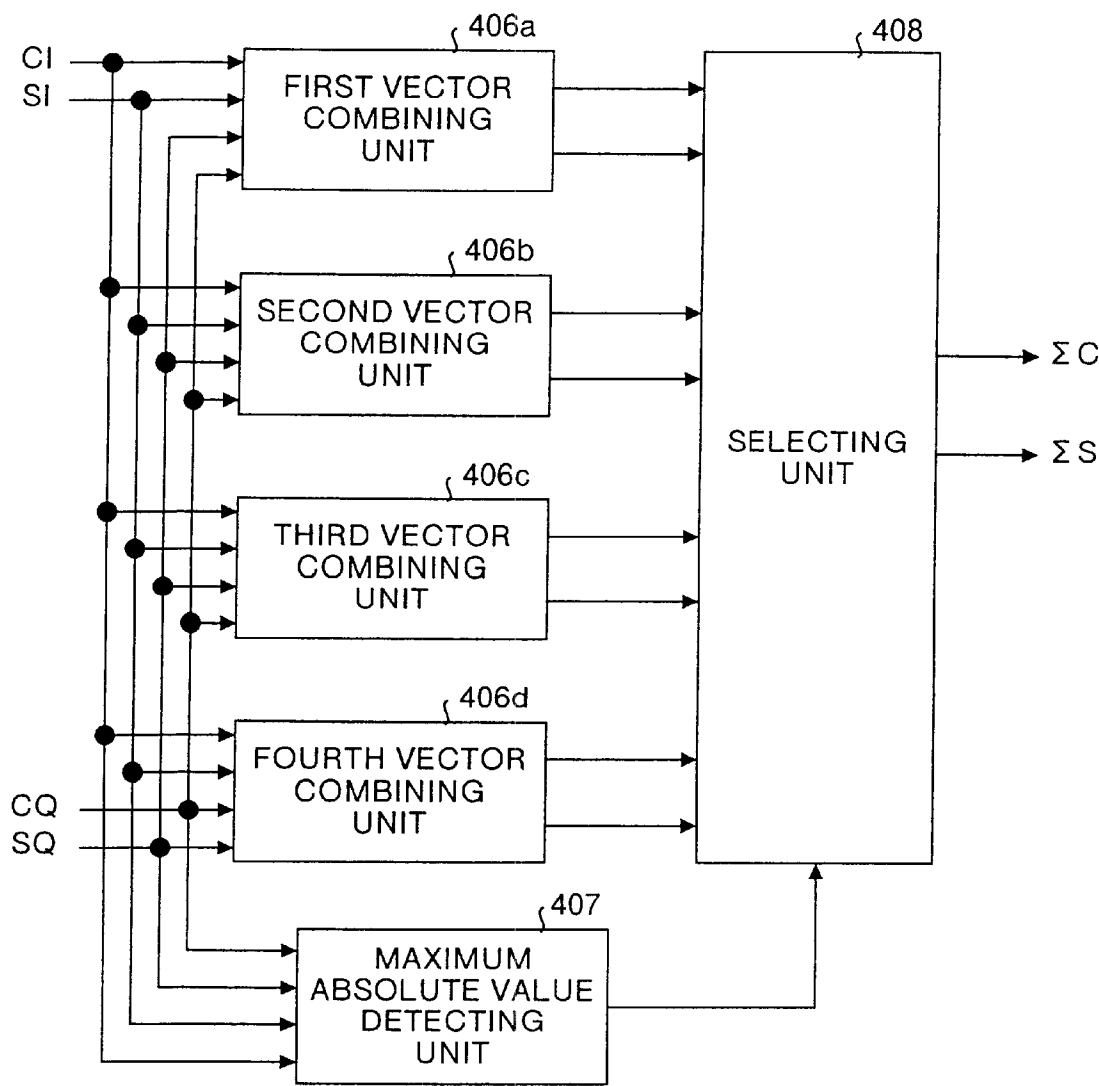 406a
408
CI
SI
FIRST VECTOR
COMBINING
UNIT
406b
SECOND VECTOR
COMBINING
UNIT
ΣC
ΣS
SELECTING
UNIT
406c
THIRD VECTOR
COMBINING
UNIT
406d
FOURTH VECTOR
COMBINING
UNIT
CQ
SQ
407
MAXIMUM
ABSOLUTE VALUE
DETECTING
UNIT